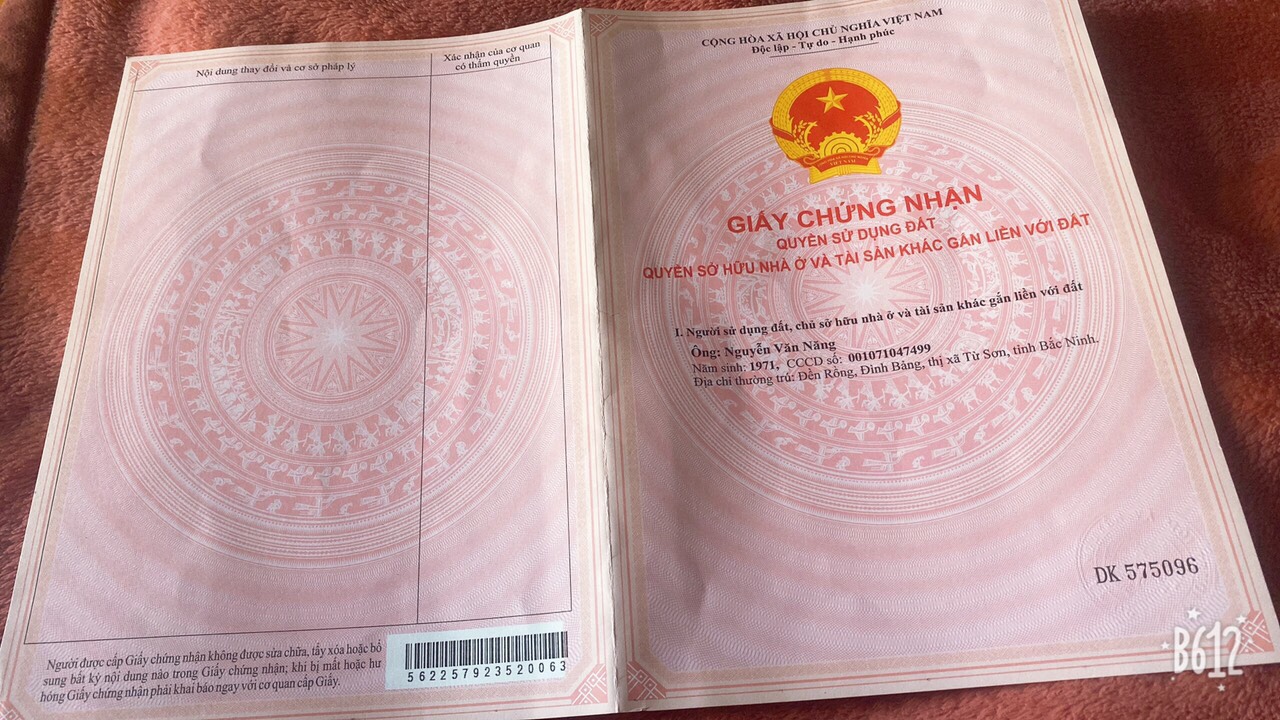 Nội dung thay đổi và cơ sở pháp lý
Xác nhận của cơ quan
có thẩm quyền
Người được cấp Giấy chứng nhận không được sửa chữa, tẩy xóa hoặc bổ
sung bất kỳ nội dung nào trong Giấy chứng nhận; khi bị mất hoặc hư
hỏng Giấy chứng nhận phải khai báo ngay với cơ quan cấp Giấy.
562257923520063
CỘNG HÒA XÃ HỘI CHỦ NGHĨA VIỆT NAM
Độc lập - Tự do - Hạnh phúc
VIỆT NAM
GIẤY CHỨNG NHẬN
QUYỀN SỬ DỤNG ĐẤT
QUYỀN SỞ HỮU NHÀ Ở VÀ TÀI SẢN KHÁC GẮN LIỀN VỚI ĐẤT
I. Người sử dụng đất, chủ sở hữu nhà ở và tài sản khác gắn liền với đất
Ông: Nguyễn Văn Năng
Năm sinh: 1971, CCCD số: 001071047499
Địa chỉ thường trú: Đền Rồng, Đình Bảng, thị xã Từ Sơn, tỉnh Bắc Ninh.
DK 575096
B612